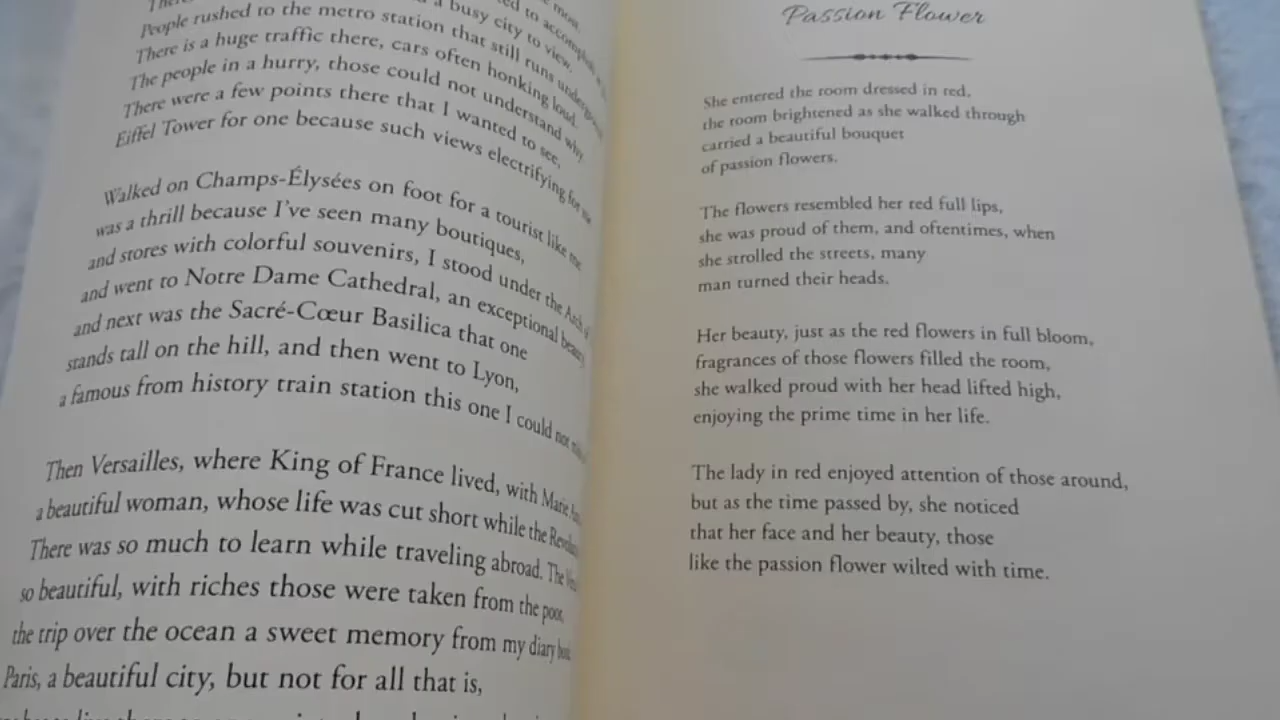 to accomplish
a busy city to view.
People rushed to the metro station that still runs underground
There is a huge traffic there, cars often honking loud.
The people in a hurry, those could not understand why.
There were a few points there that I wanted to see,
Eiffel Tower for one because such views electrifying for me
Walked on Champs-Élysées on foot for a tourist like me
was a thrill because I've seen many boutiques,
and stores with colorful souvenirs, I stood under the Arch of
and went to Notre Dame Cathedral, an exceptional beauty
and next was the Sacré-Cœur Basilica that one
stands tall on the hill, and then went to Lyon,
a famous from history train station this one I could not
Then Versailles, where King of France lived, with Marie
a beautiful woman, whose life was cut short while the
There was so much to learn while traveling abroad. The
so beautiful, with riches those were taken from the poor,
the trip over the ocean a sweet memory from my diary
Paris, a beautiful city, but not for all that is,
Passion Flower
She entered the room dressed in red,
the room brightened as she walked through
carried a beautiful bouquet
of passion flowers.
The flowers resembled her red full lips,
she was proud of them, and oftentimes, when
she strolled the streets, many
man turned their heads.
Her beauty, just as the red flowers in full bloom,
fragrances of those flowers filled the room,
she walked proud with her head lifted high,
enjoying the prime time in her life.
The lady in red enjoyed attention of those around,
but as the time passed by, she noticed
that her face and her beauty, those
like the passion flower wilted with time.